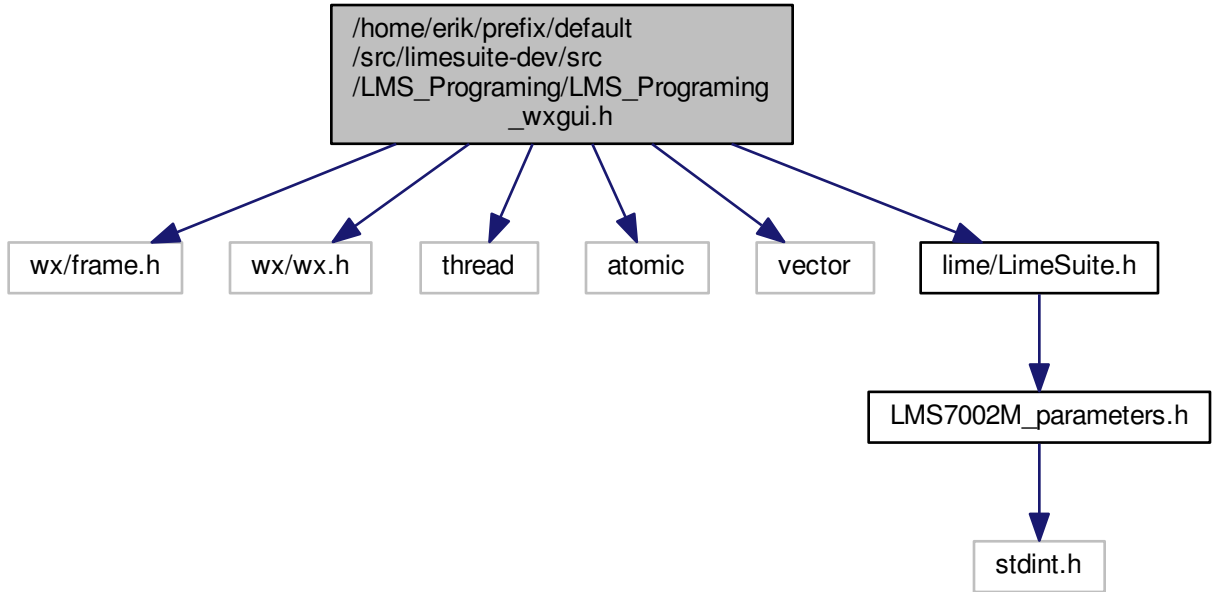 /home/erik/prefix/default
/src/limesuite-dev/src
/LMS_Programing/LMS_Programing
_wxgui.h
wx/frame.h
wx/wx.h
thread
atomic
vector
lime/LimeSuite.h
LMS7002M_parameters.h
stdint.h